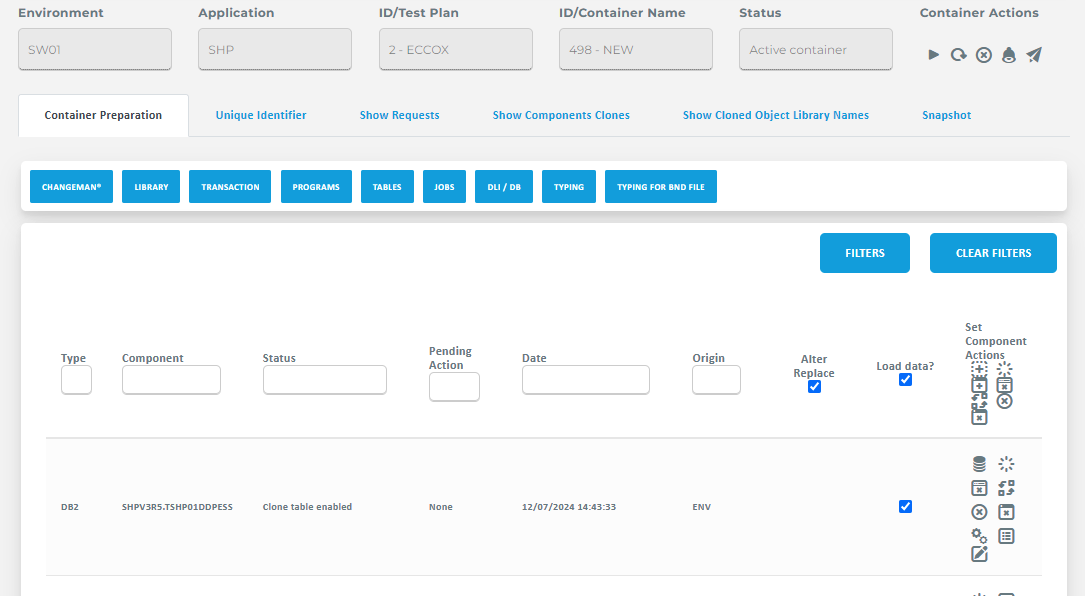 Environment Application ID/Test Plan ID/Container Name Status Container Actions
SW01 SHP 2 - ECCOX 498 - NEW Active container
Container Preparation Unique Identifier Show Requests Show Components Clones Show Cloned Object Library Names Snapshot
CHANGEMAN® LIBRARY TRANSACTION PROGRAMS TABLES JOBS DLI / DB TYPING TYPING FOR BND FILE
FILTERS CLEAR FILTERS
Type Component Status Pending Action Date Origin Alter Replace Load data? Set Component Actions
DB2 SHPV3R5.TSHP01DDPESS Clone table enabled None 12/07/2024 14:43:33 ENV